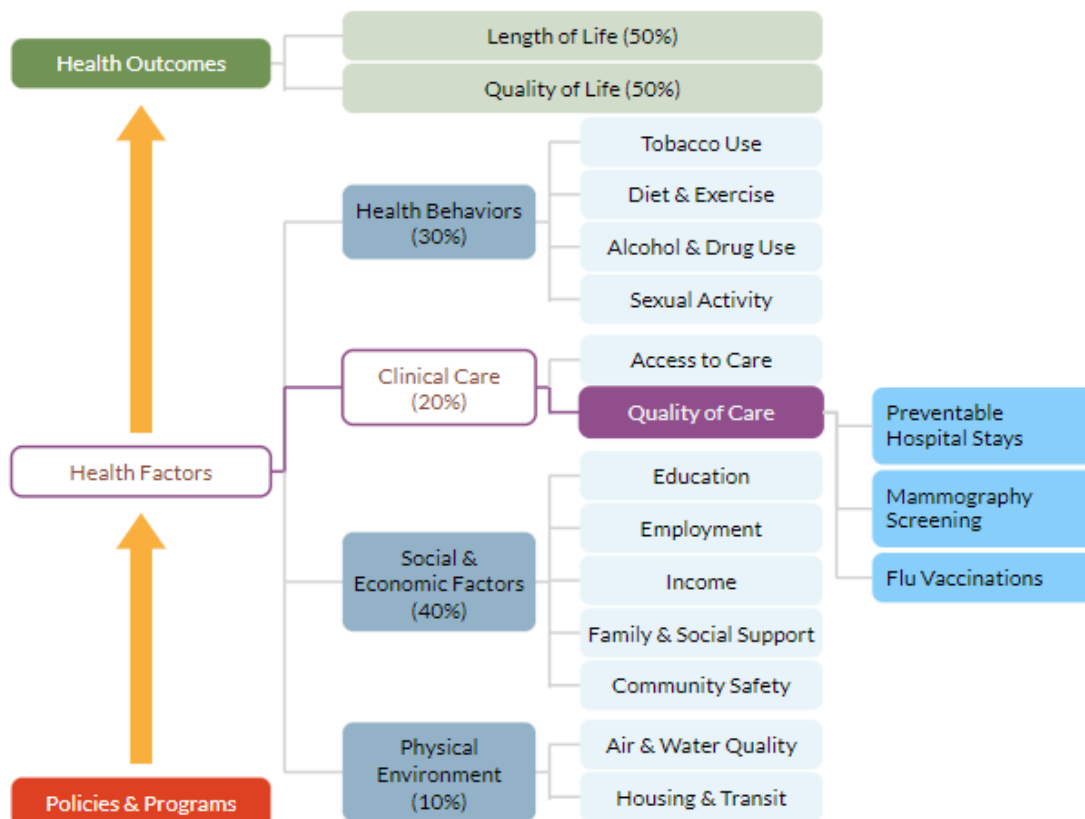 Health Outcomes
Length of Life (50%)
Quality of Life (50%)
Health Factors
Health Behaviors
(30%)
Tobacco Use
Diet & Exercise
Alcohol & Drug Use
Sexual Activity
Clinical Care
(20%)
Access to Care
Quality of Care
Preventable
Hospital Stays
Mammography
Screening
Flu Vaccinations
Social &
Economic Factors
(40%)
Education
Employment
Income
Family & Social Support
Community Safety
Physical
Environment
(10%)
Air & Water Quality
Housing & Transit
Policies & Programs